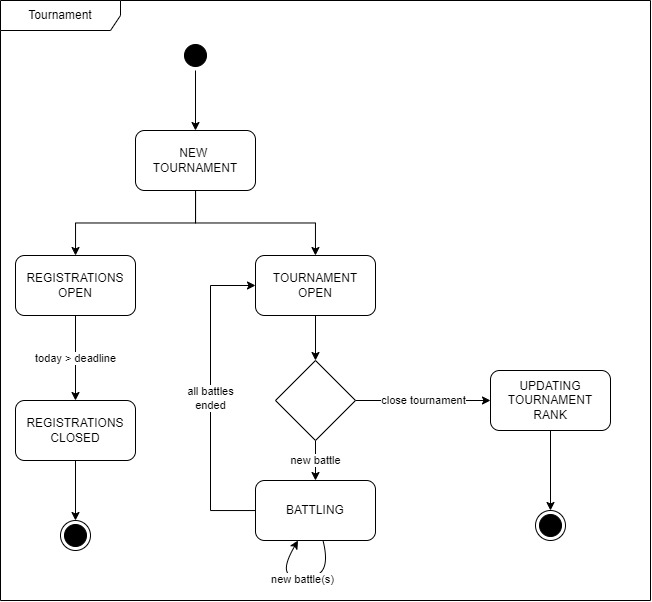 Tournament
NEW
TOURNAMENT
REGISTRATIONS
OPEN
TOURNAMENT
OPEN
today > deadline
all battles
ended
close tournament
UPDATING
TOURNAMENT
RANK
REGISTRATIONS
CLOSED
new battle
BATTLING
new battle(s)